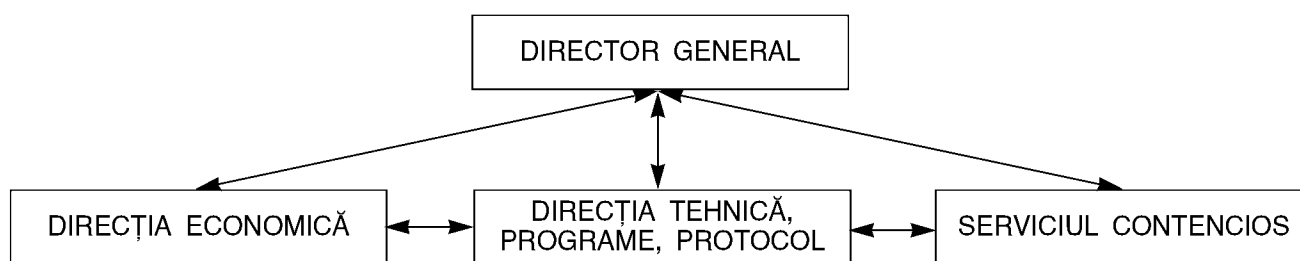 DIRECTOR GENERAL
DIRECȚIA ECONOMICĂ
DIRECȚIA TEHNICĂ,
PROGRAME, PROTOCOL
SERVICIUL CONTENCIOS